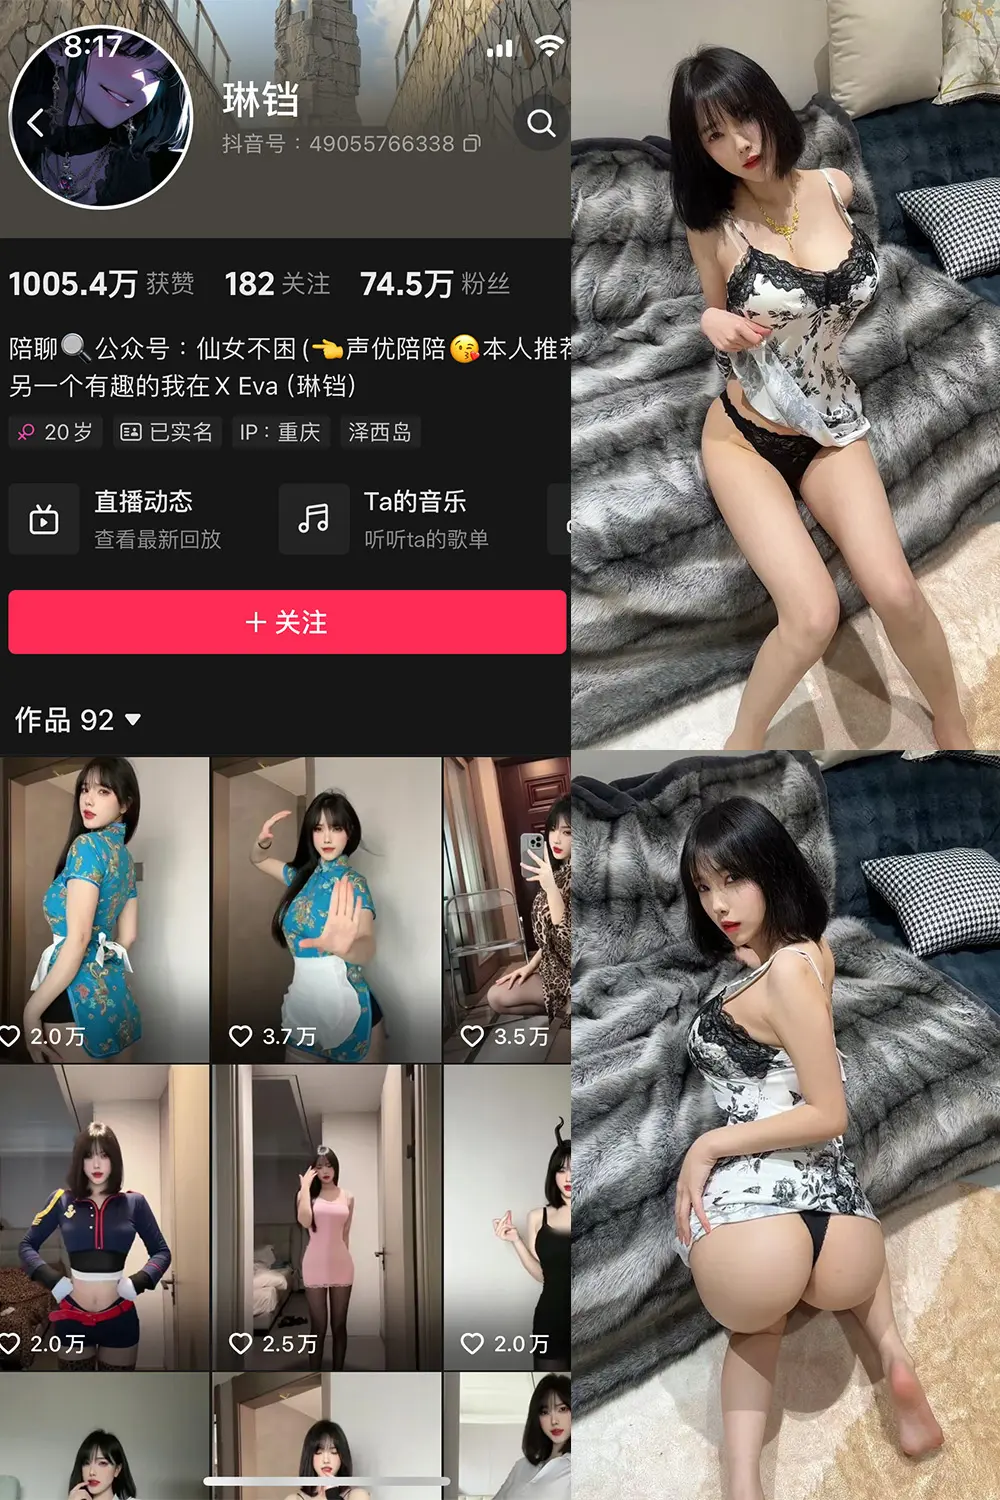 8:17
琳铛
抖音号：49055766338
1005.4万 获赞 182 关注 74.5万 粉丝
陪聊🔍公众号：仙女不困(👈声优陪陪😘本人推荐
另一个有趣的我在X Eva (琳铛)
20岁 已实名 IP：重庆 泽西岛
直播动态
查看最新回放
Ta的音乐
听听ta的歌单
+ 关注
作品 92
2.0万 3.7万 3.5万
2.0万 2.5万 2.0万